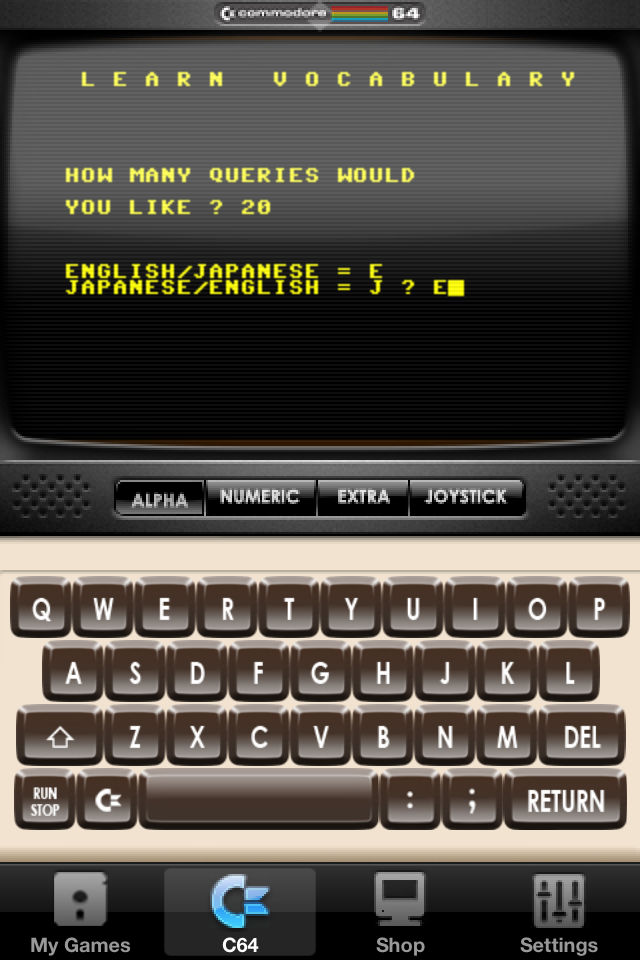 commodore 64
LEARN VOCABULARY
HOW MANY QUERIES WOULD
YOU LIKE ? 20
ENGLISH/JAPANESE = E
JAPANESE/ENGLISH = J ? E
ALPHA NUMERIC EXTRA JOYSTICK
Q W E R T Y U I O P
A S D F G H J K L
Z X C V B N M DEL
RUN STOP : ; RETURN
My Games C64 Shop Settings